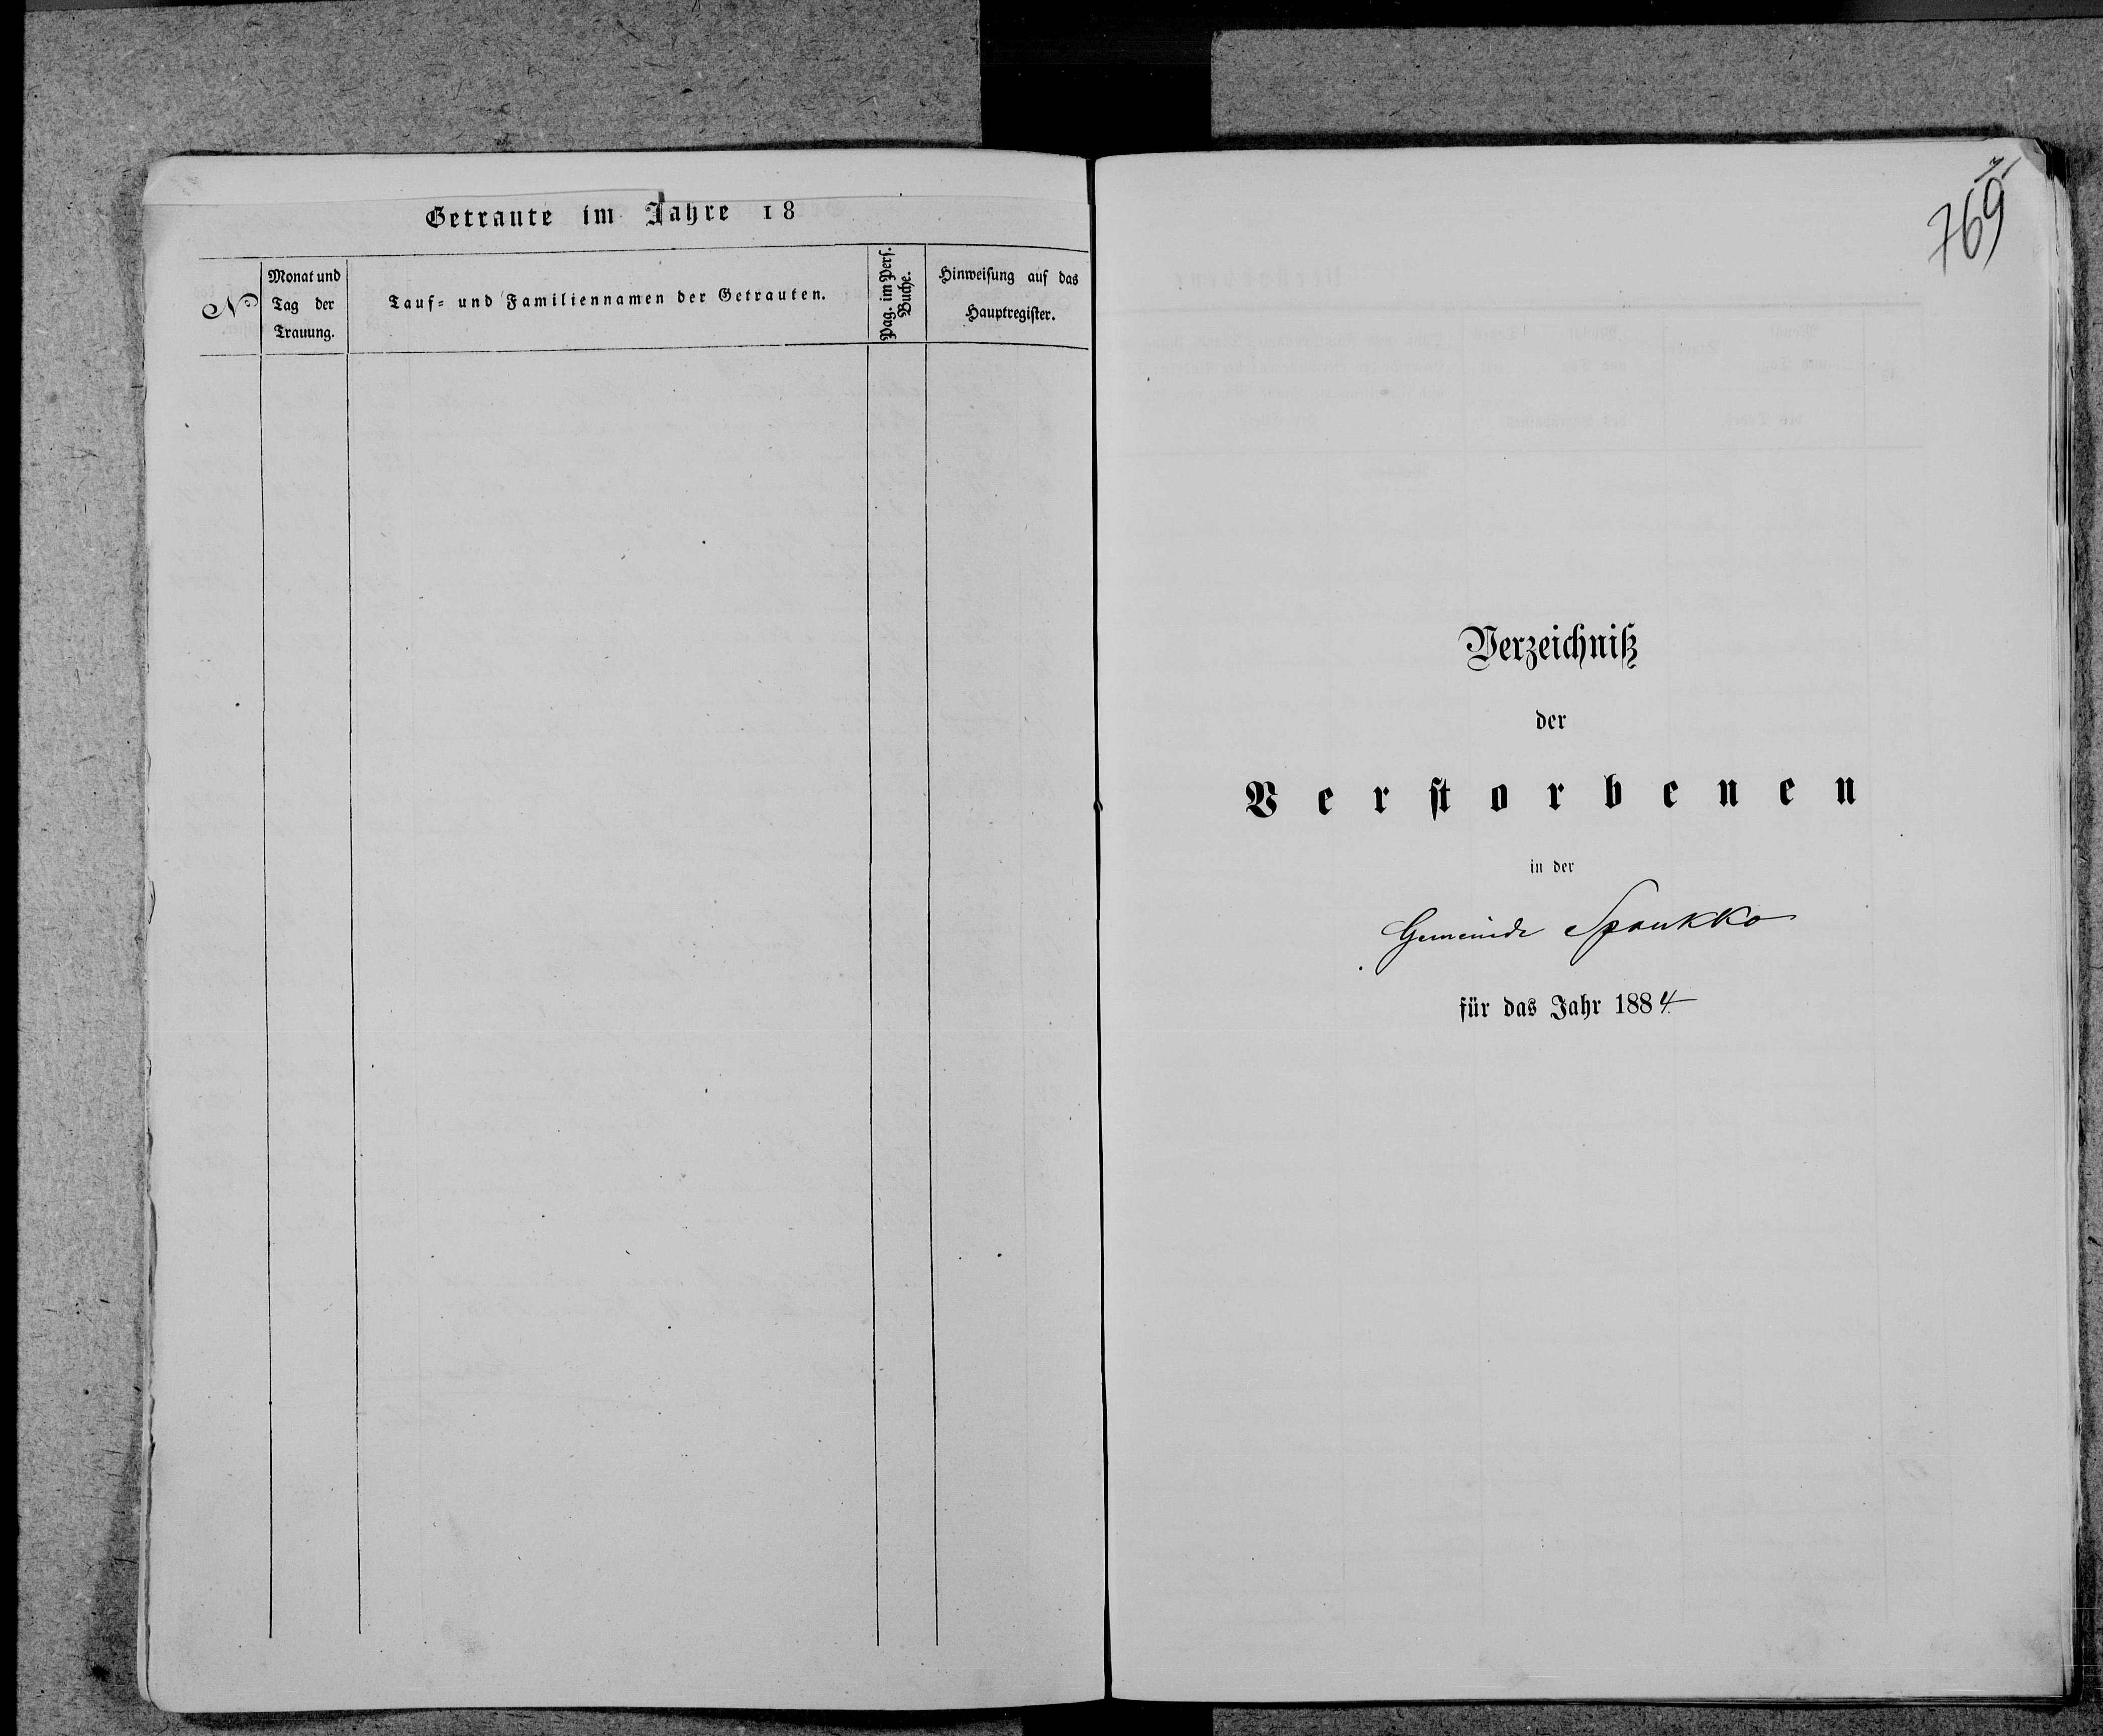 Getraute im Jahre 18
№
Monat und
Tag der
Trauung.
Tauf- und Familiennamen der Getrauten.
Pag. im Pers.
Buche.
Hinweisung auf das
Hauptregister.
769
Verzeichniß
der
Verstorbenen
in der
Gemeinde Spankko
für das Jahr 1884